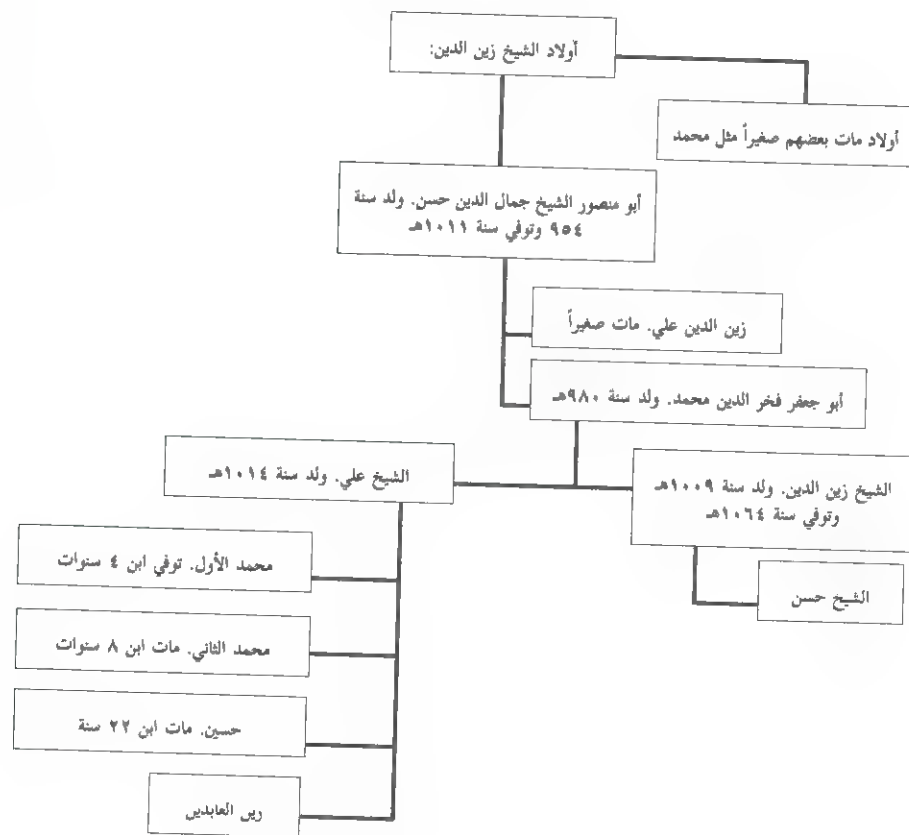 أولاد الشيخ زين الدين:
أولاد مات بعضهم صغيراً مثل محمد
أبو منصور الشيخ جمال الدين حسن. ولد سنة
٩٥٤ وتوفي سنة ١٠١١هـ
زين الدين علي. مات صغيراً
أبو جعفر فخر الدين محمد. ولد سنة ٩٨٠هـ
الشيخ زين الدين. ولد سنة ١٠٠٩هـ
وتوفي سنة ١٠٦٤هـ
الشيخ علي. ولد سنة ١٠١٤هـ
الشيخ حسن
محمد الأول. توفي ابن ٤ سنوات
محمد الثاني. مات ابن ٨ سنوات
حسين. مات ابن ٢٢ سنة
زين العابدين